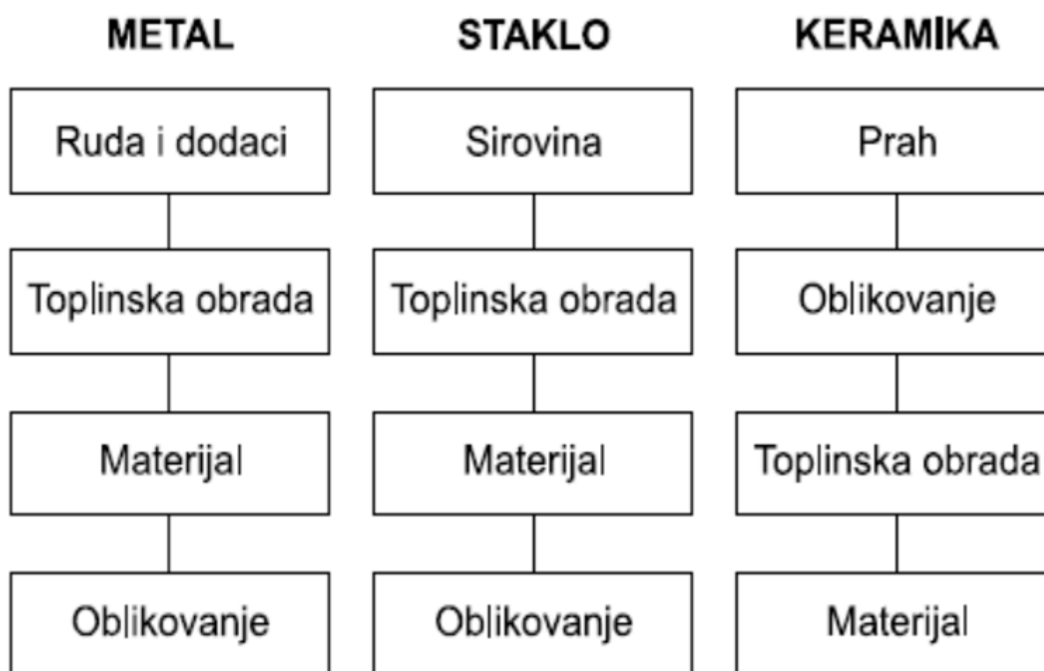 METAL
STAKLO
KERAMIKA
Ruda i dodaci
Sirovina
Prah
Toplinska obrada
Toplinska obrada
Oblikovanje
Materijal
Materijal
Toplinska obrada
Oblikovanje
Oblikovanje
Materijal